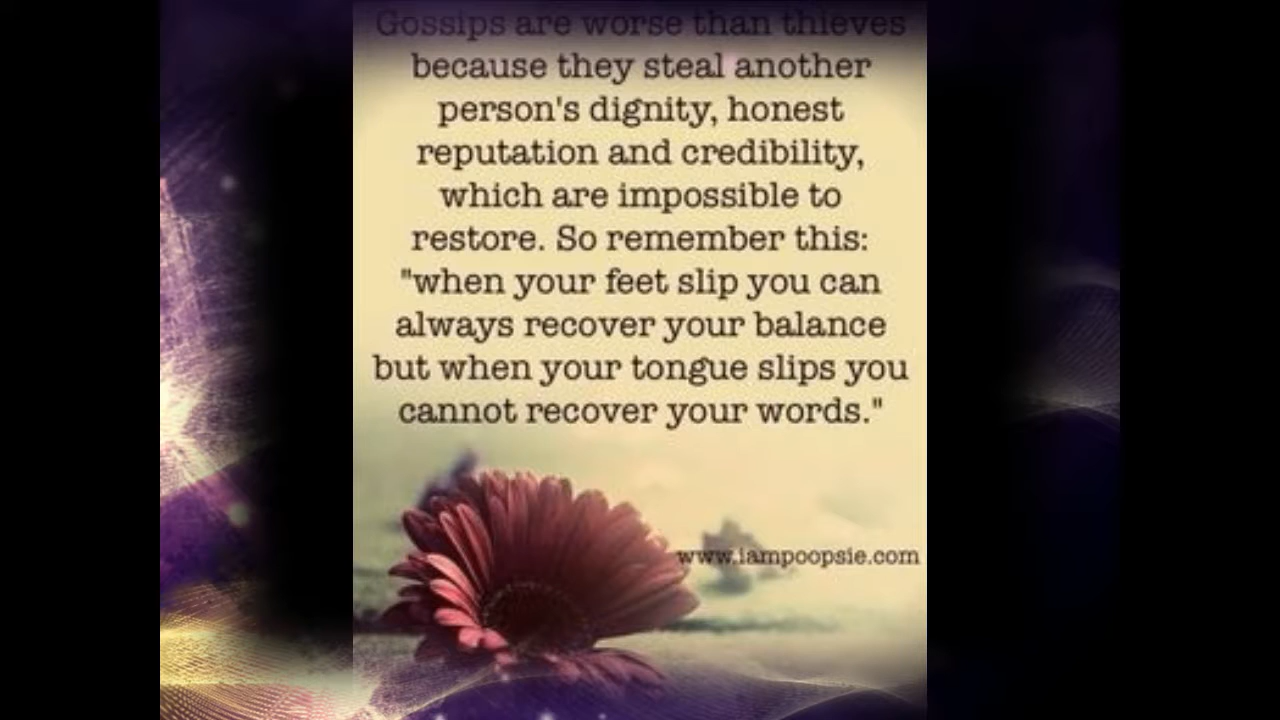 Gossips are worse than thieves
because they steal another
person's dignity, honest
reputation and credibility,
which are impossible to
restore. So remember this:
"when your feet slip you can
always recover your balance
but when your tongue slips you
cannot recover your words."
www.iampoopsie.com